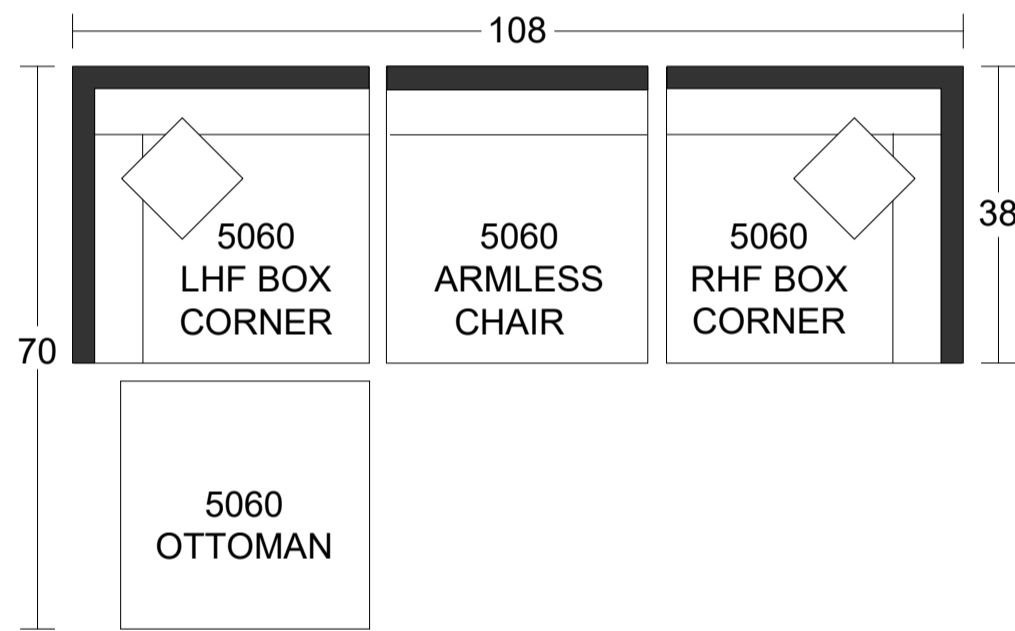 108
5060
LHF BOX
CORNER
5060
ARMLESS
CHAIR
5060
RHF BOX
CORNER
38
70
5060
OTTOMAN